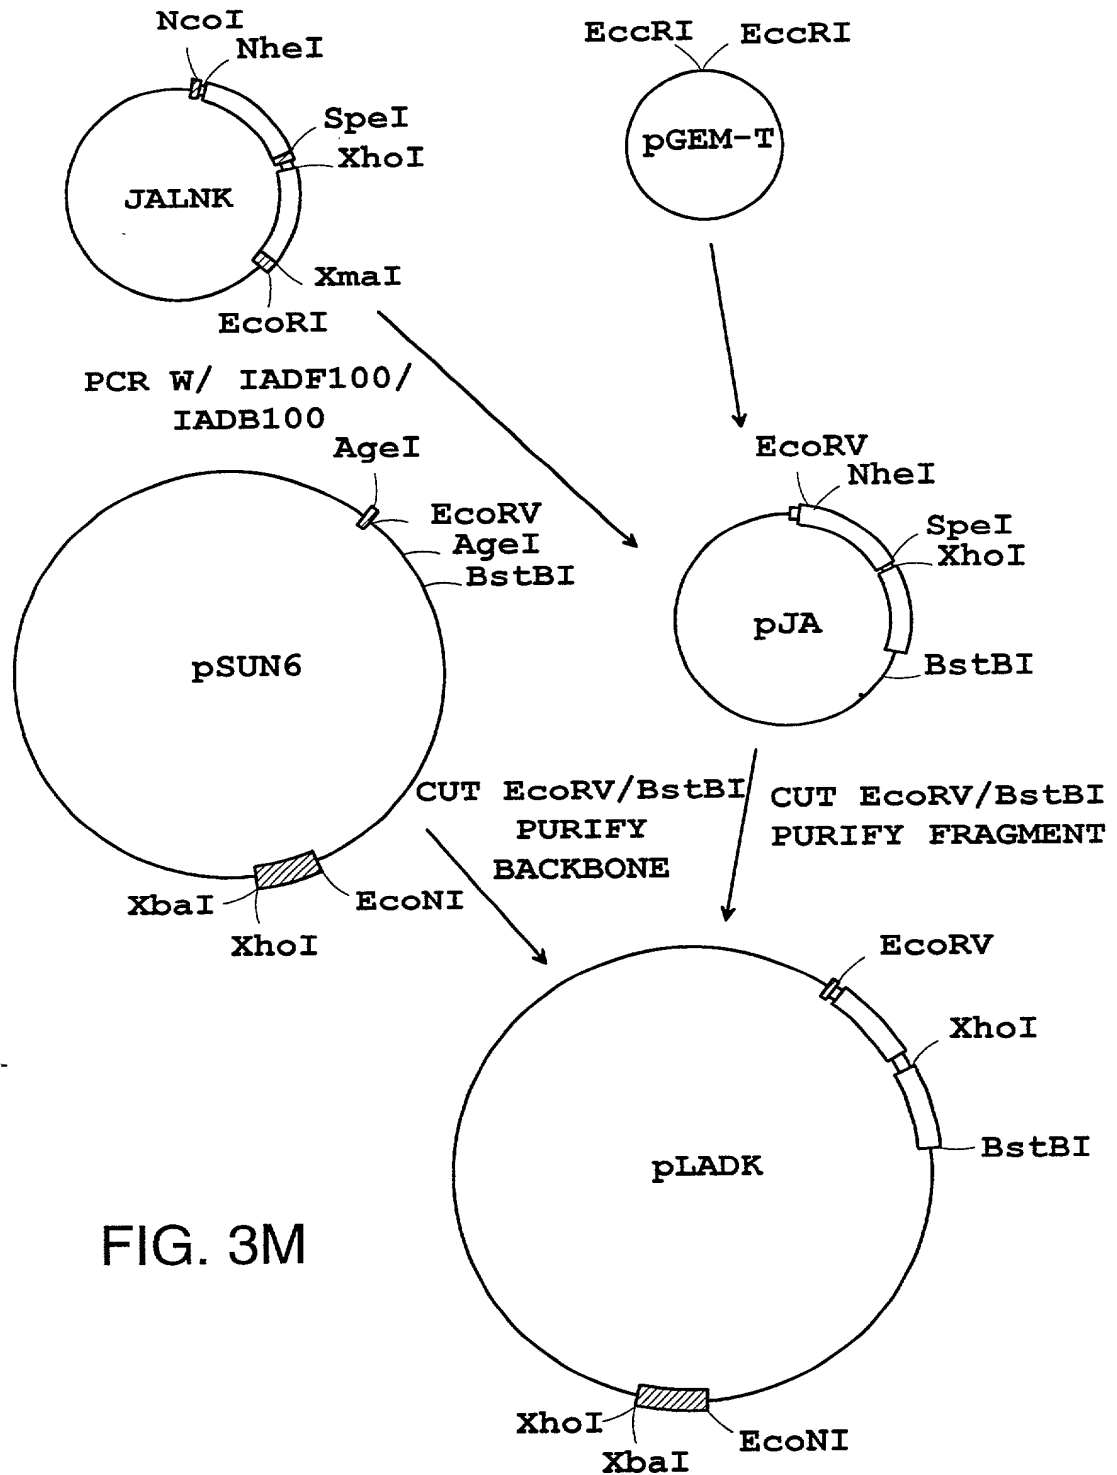 NcoI
NheI
SpeI
XhoI
JALNK
XmaI
EcoRI
EccRI
EccRI
pGEM-T
PCR W/ IADF100/
IADB100
AgeI
EcoRV
AgeI
BstBI
pSUN6
XbaI
XhoI
EcoNI
EcoRV
NheI
SpeI
XhoI
pJA
BstBI
CUT EcoRV/BstBI
PURIFY
BACKBONE
CUT EcoRV/BstBI
PURIFY FRAGMENT
EcoRV
XhoI
BstBI
pLADK
XhoI
XbaI
EcoNI
FIG. 3M